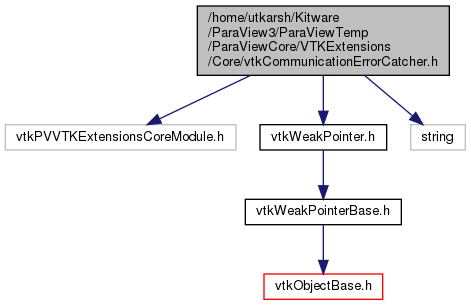 /home/utkarsh/Kitware
/ParaView3/ParaViewTemp
/ParaViewCore/VTKExtensions
/Core/vtkCommunicationErrorCatcher.h
vtkPVVTKExtensionsCoreModule.h
vtkWeakPointer.h
string
vtkWeakPointerBase.h
vtkObjectBase.h